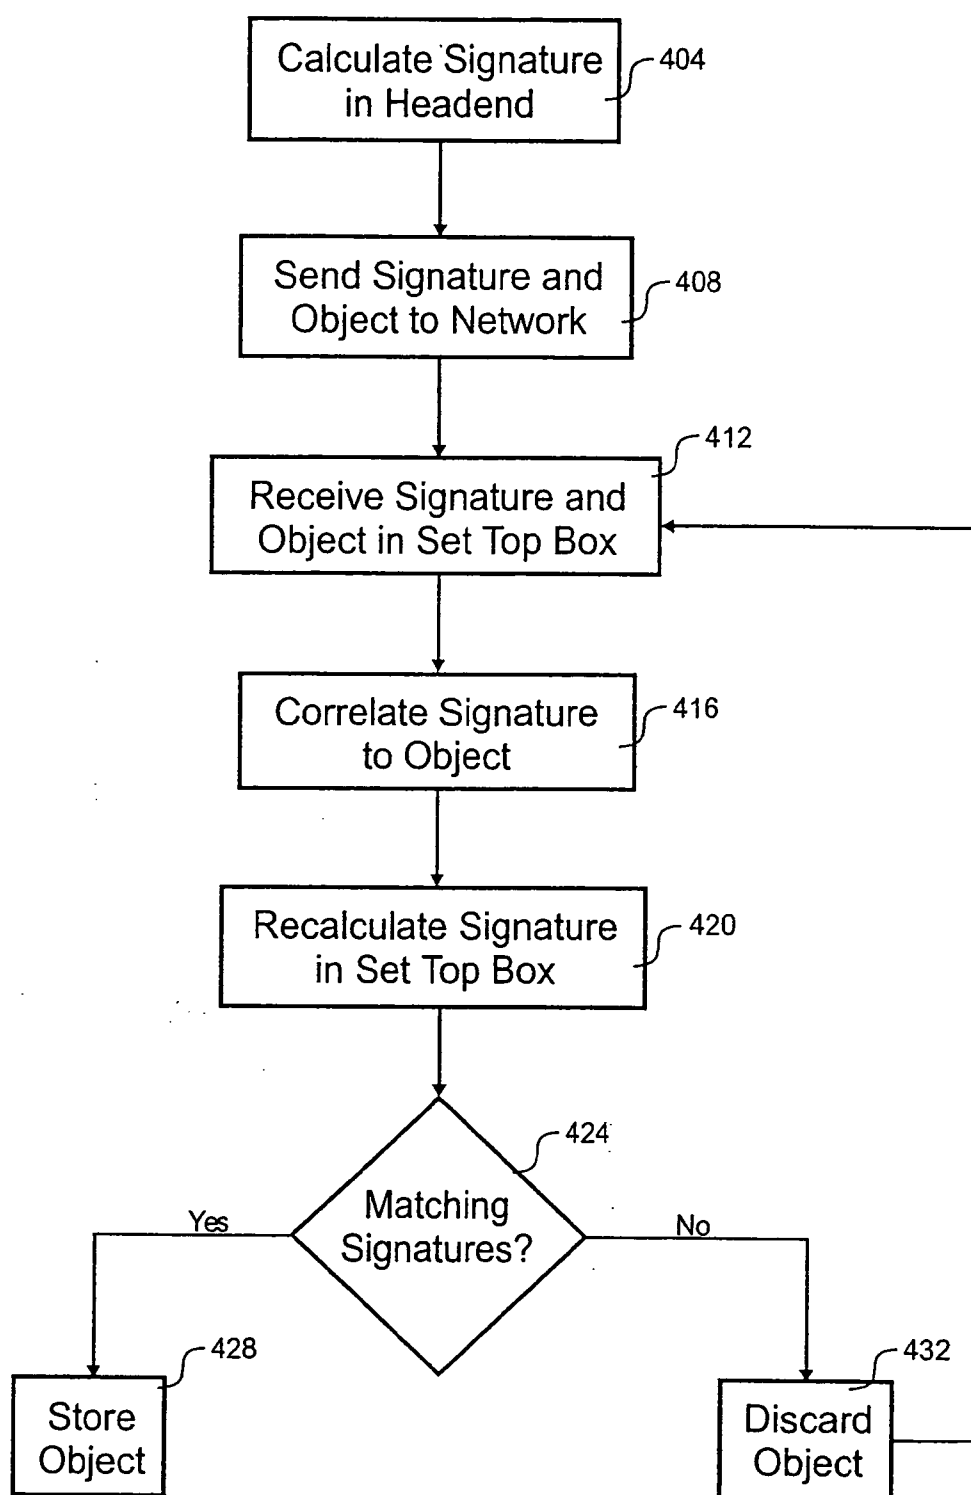 Calculate Signature
in Headend
404
Send Signature and
Object to Network
408
412
Receive Signature and
Object in Set Top Box
Correlate Signature
to Object
416
Recalculate Signature
in Set Top Box
420
424
Matching
Signatures?
Yes
No
428
Store
Object
432
Discard
Object